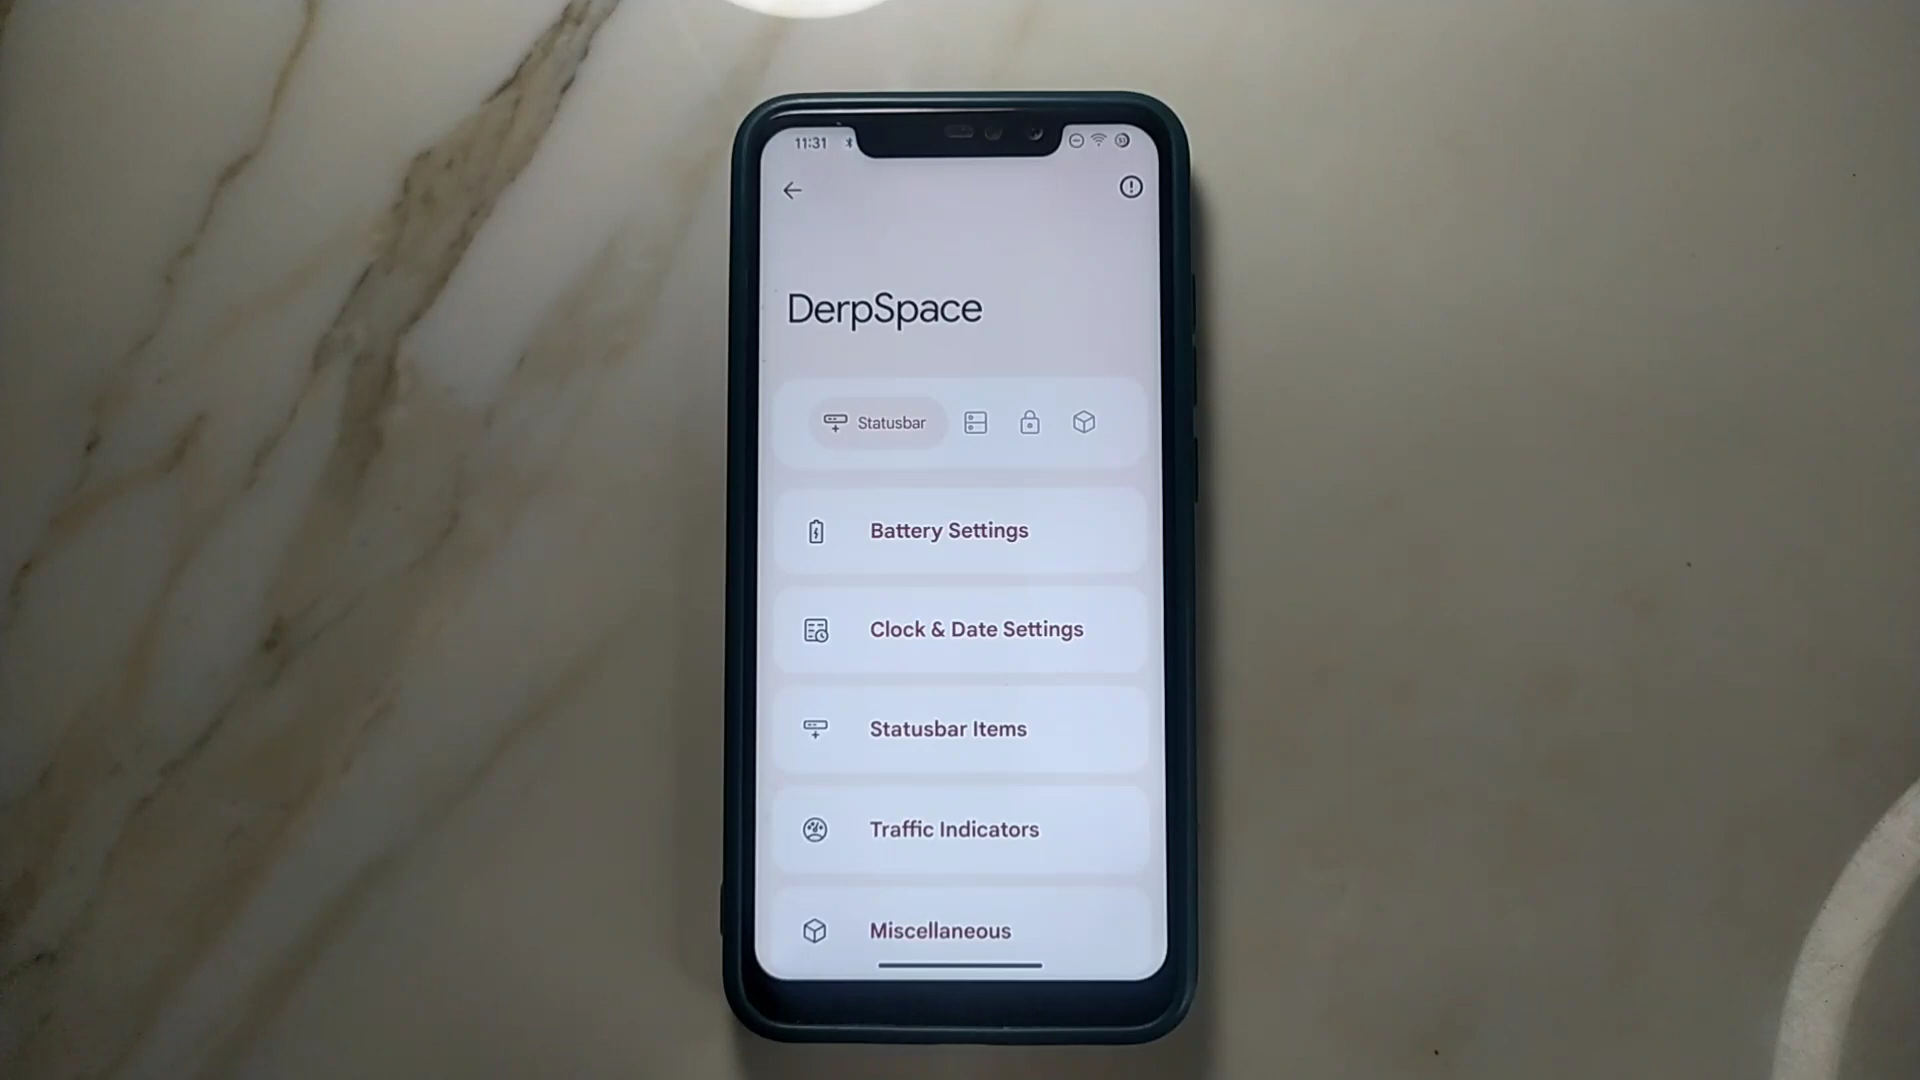 11:31
DerpSpace
Statusbar
Battery Settings
Clock & Date Settings
Statusbar Items
Traffic Indicators
Miscellaneous